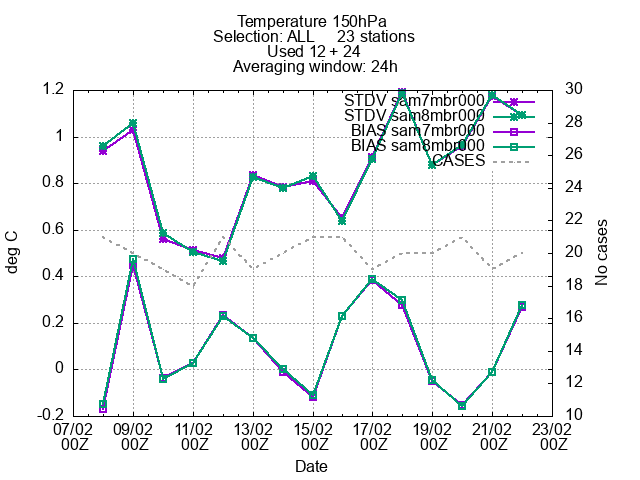 Temperature 150hPa
Selection: ALL 23 stations
Used 12 + 24
Averaging window: 24h
STDV sam7mbr000
STDV sam8mbr000
BIAS sam7mbr000
BIAS sam8mbr000
CASES
1.2
1
0.8
0.6
0.4
0.2
0
-0.2
deg C
30
28
26
24
22
20
18
16
14
12
10
No cases
07/02 09/02 11/02 13/02 15/02 17/02 19/02 21/02 23/02
00Z 00Z 00Z 00Z 00Z 00Z 00Z 00Z 00Z
Date